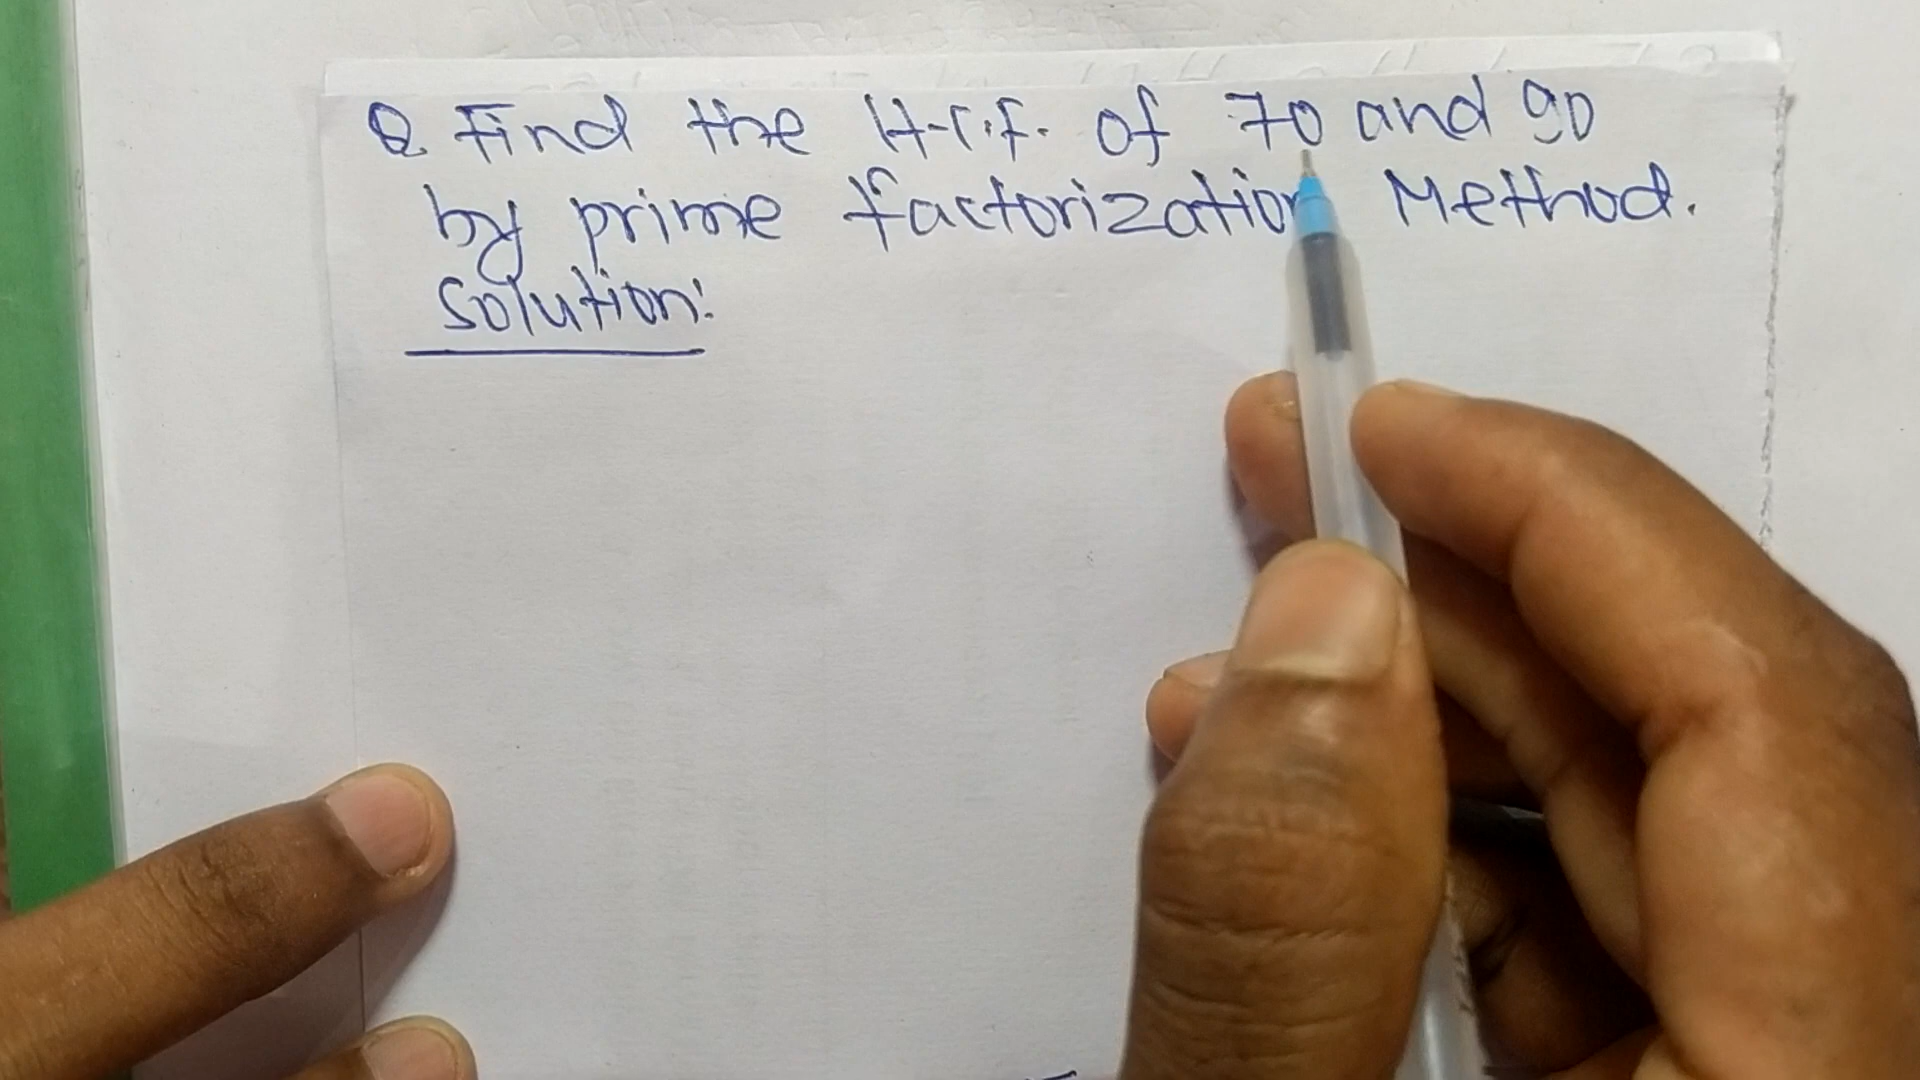 Q. Find the H.C.F. of 70 and 90
by prime factorization Method.
Solution: